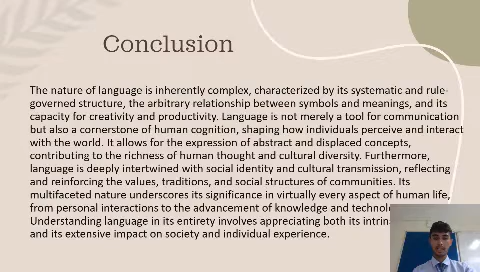 Conclusion
The nature of language is inherently complex, characterized by its systematic and rule-
governed structure, the arbitrary relationship between symbols and meanings, and its
capacity for creativity and productivity. Language is not merely a tool for communication
but also a cornerstone of human cognition, shaping how individuals perceive and interact
with the world. It allows for the expression of abstract and displaced concepts,
contributing to the richness of human thought and cultural diversity. Furthermore,
language is deeply intertwined with social identity and cultural transmission, reflecting
and reinforcing the values, traditions, and social structures of communities. Its
multifaceted nature underscores its significance in virtually every aspect of human life,
from personal interactions to the advancement of knowledge and
Understanding language in its entirety involves appreciating both its
and its extensive impact on society and individual experience.